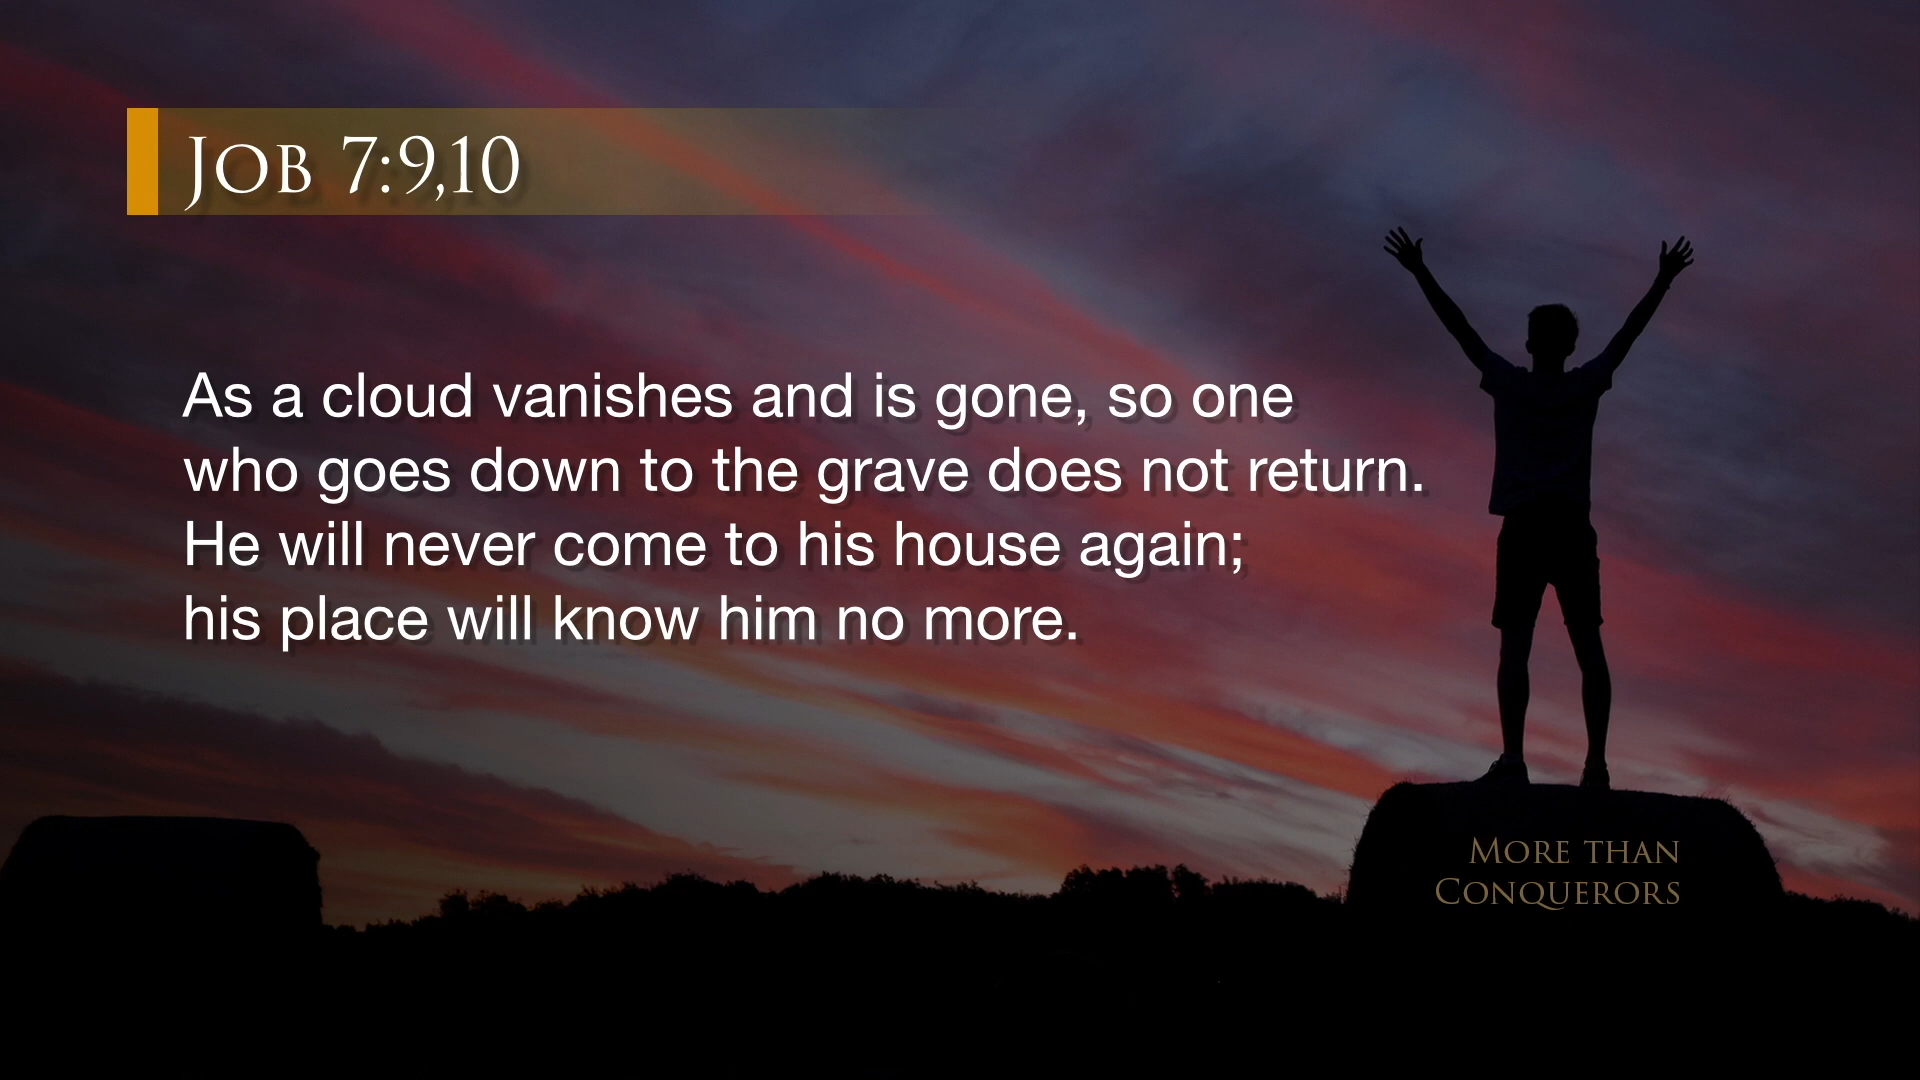 Job 7:9,10
As a cloud vanishes and is gone, so one
who goes down to the grave does not return.
He will never come to his house again;
his place will know him no more.
More than
Conquerors